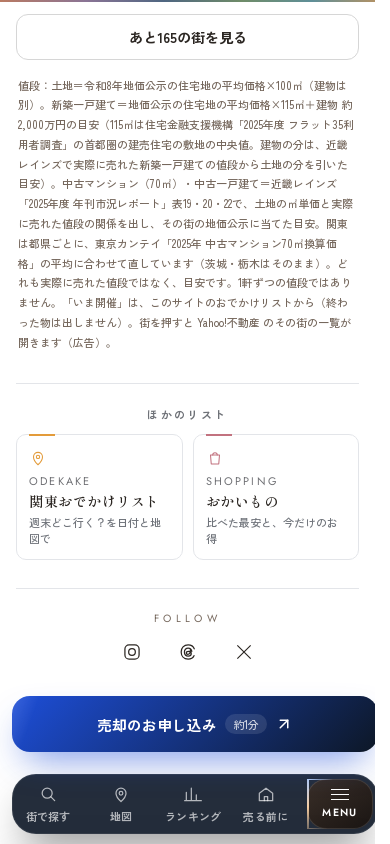 あと165の街を見る
値段：土地＝令和8年地価公示の住宅地の平均価格×100㎡（建物は
別）。新築一戸建て＝地価公示の住宅地の平均価格×115㎡＋建物 約
2,000万円の目安（115㎡は住宅金融支援機構「2025年度 フラット35利
用者調査」の首都圏の建売住宅の敷地の中央値。建物の分は、近畿
レインズで実際に売れた新築一戸建ての値段から土地の分を引いた
目安）。中古マンション（70㎡）・中古一戸建て＝近畿レインズ
「2025年度 年刊市況レポート」表19・20・22で、土地の㎡単価と実際
に売れた値段の関係を出し、その街の地価公示に当てた目安。関東
は都県ごとに、東京カンテイ「2025年 中古マンション70㎡換算価
格」の平均に合わせて直しています（茨城・栃木はそのまま）。ど
れも実際に売れた値段ではなく、目安です。1軒ずつの値段ではあり
ません。「いま開催」は、このサイトのおでかけリストから（終わ
った物は出しません）。街を押すと Yahoo!不動産 のその街の一覧が
開きます（広告）。
ほかのリスト
ODEKAKE
関東おでかけリスト
週末どこ行く？を日付と地
図で
SHOPPING
おかいもの
比べた最安と、今だけのお
得
FOLLOW
売却のお申し込み 約1分
街で探す
地図
ランキング
売る前に
MENU